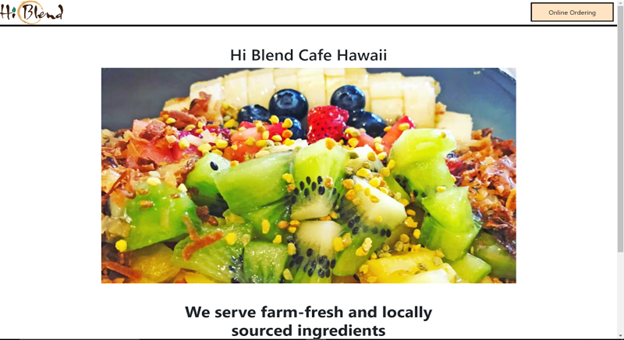 Hi Blend
Online Ordering
Hi Blend Cafe Hawaii
We serve farm-fresh and locally
sourced ingredients